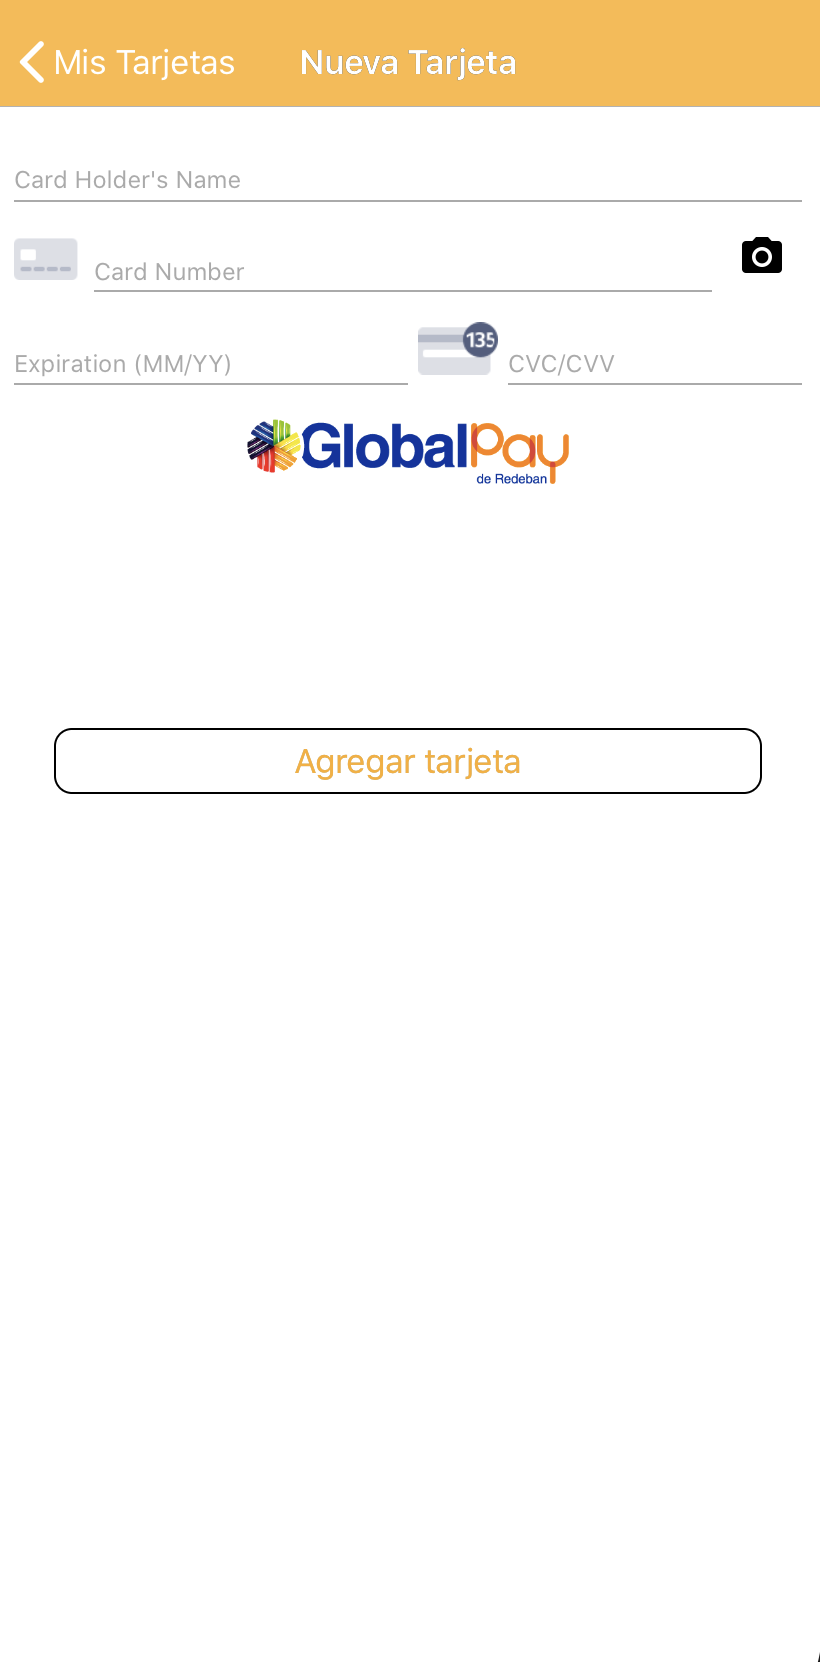 Mis Tarjetas Nueva Tarjeta
Card Holder's Name
Card Number
Expiration (MM/YY) 135 CVC/CVV
GlobalPay
de Redeban
Agregar tarjeta